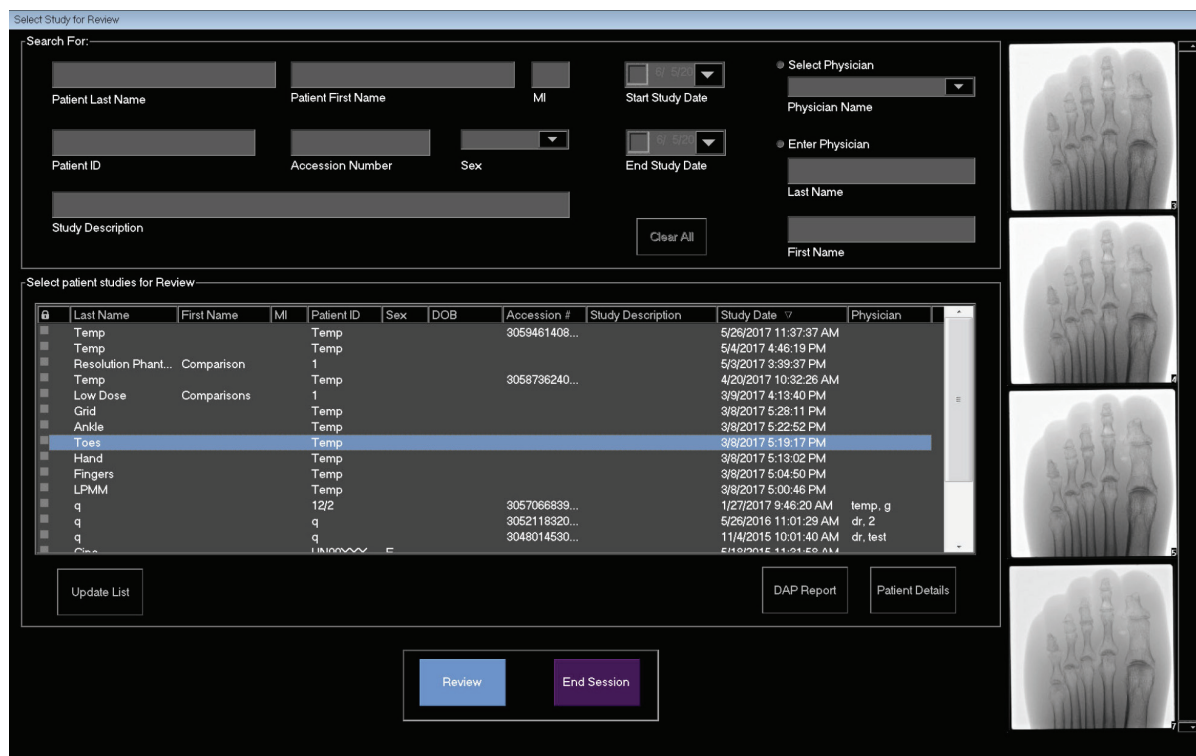 Select Study for Review
Search For:
Select Physician
Patient Last Name
Patient First Name
MI
Start Study Date
Physician Name
Enter Physician
Patient ID
Accession Number
Sex
End Study Date
Last Name
Study Description
Clear All
First Name
Select patient studies for Review
Last Name First Name MI Patient ID Sex DOB Accession # Study Description Study Date Physician
Temp Temp 3059461408... 5/26/2017 11:37:37 AM
Temp Temp 5/4/2017 4:46:19 PM
Resolution Phant... Comparison 1 5/3/2017 3:39:37 PM
Temp Temp 3058736240... 4/20/2017 10:32:26 AM
Low Dose Comparisons 1 3/9/2017 4:13:40 PM
Grid Temp 3/8/2017 5:28:11 PM
Ankle Temp 3/8/2017 5:22:52 PM
Toes Temp 3/8/2017 5:19:17 PM
Hand Temp 3/8/2017 5:13:02 PM
Fingers Temp 3/8/2017 5:04:50 PM
LPMM Temp 3/8/2017 5:00:46 PM
q 12/2 3057066839... 1/27/2017 9:46:20 AM temp, g
q q 3052118320... 5/26/2016 11:01:29 AM dr, 2
q q 3048014530... 11/4/2015 10:01:40 AM dr, test
Update List
DAP Report
Patient Details
Review
End Session
3
4
5
7